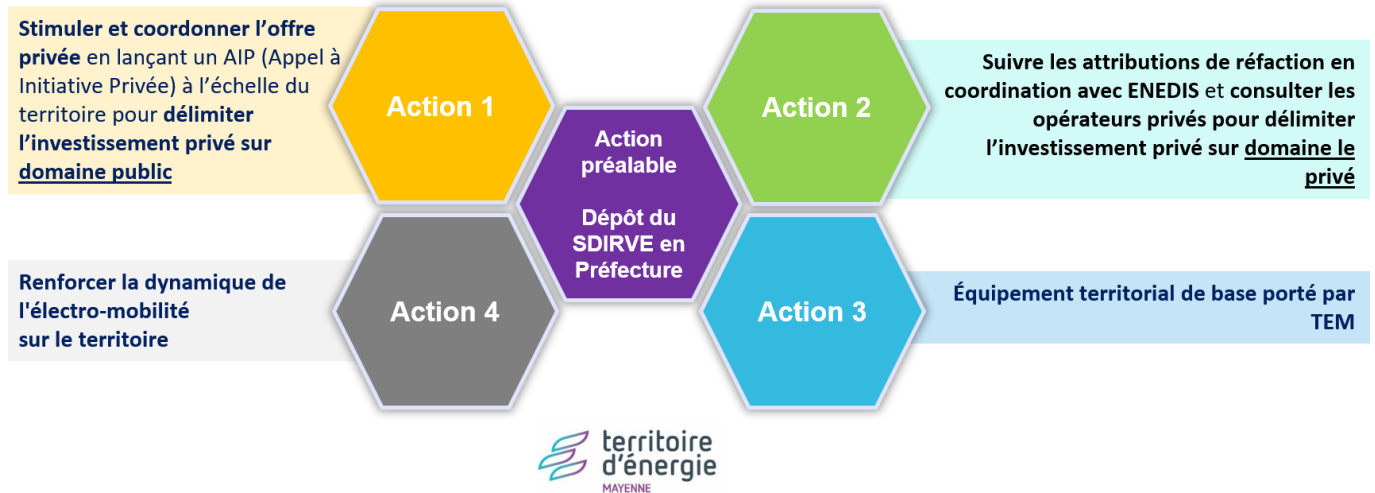 Stimuler et coordonner l'offre
privée en lançant un AIP (Appel à
Initiative Privée) à l'échelle du
territoire pour délimiter
l'investissement privé sur
domaine public
Action 1
Action
préalable
Dépôt du
SDIRVE en
Préfecture
Action 2
Suivre les attributions de réfaction en
coordination avec ENEDIS et consulter les
opérateurs privés pour délimiter
l'investissement privé sur domaine le
privé
Renforcer la dynamique de
l'électro-mobilité
sur le territoire
Action 4
Action 3
Équipement territorial de base porté par
TEM
territoire
d'énergie
MAYENNE